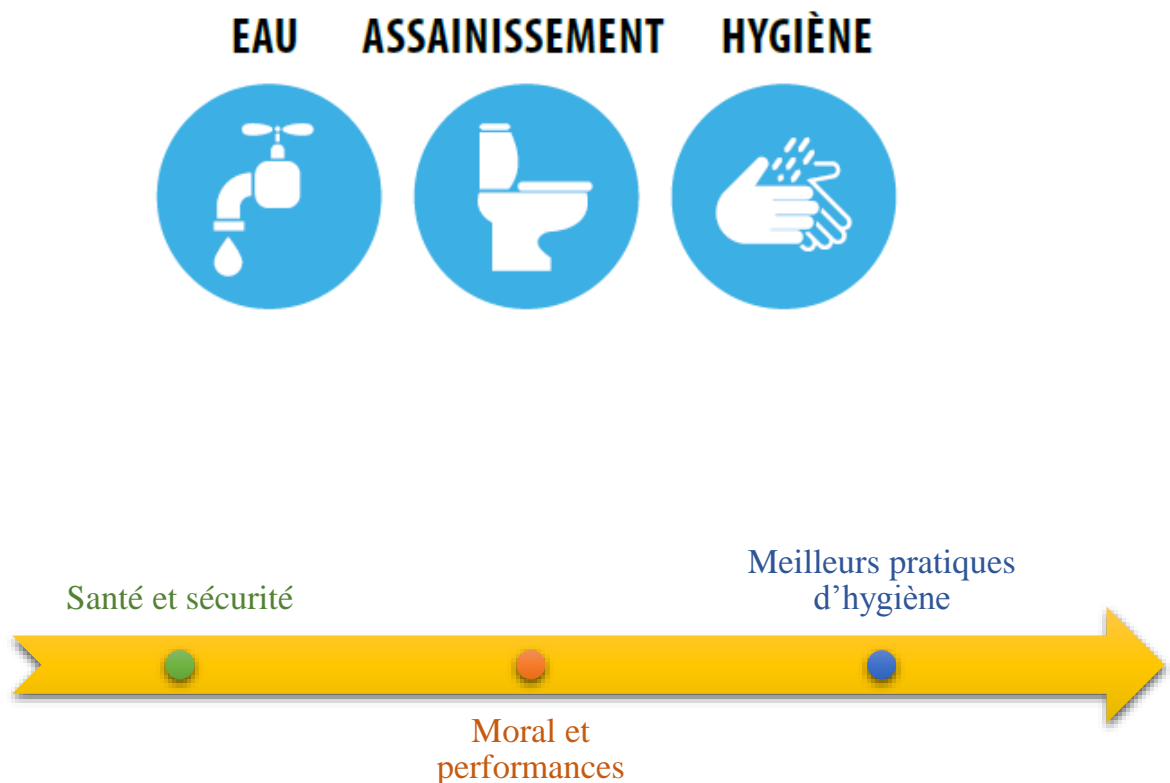 EAU ASSAINISSEMENT HYGIÈNE
Santé et sécurité
Meilleurs pratiques
d’hygiène
Moral et
performances